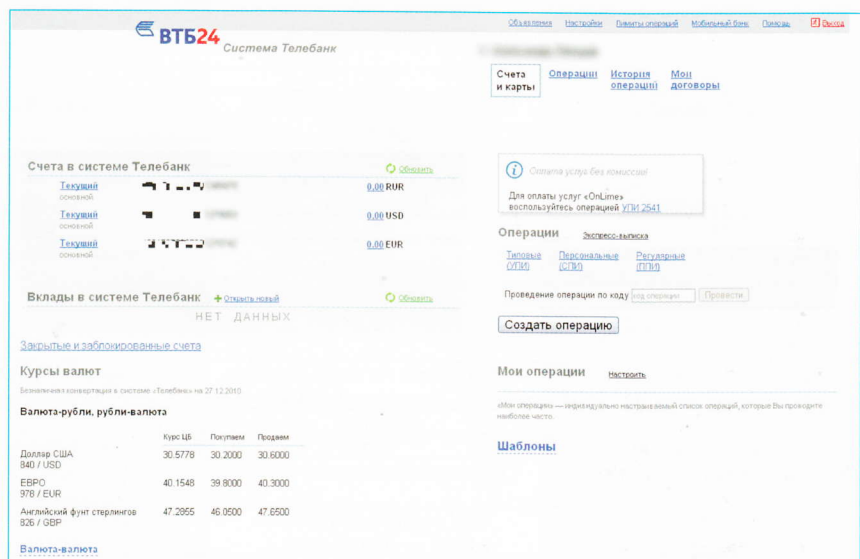 Объявления Настройки Лимиты операций Мобильный банк Помощь Выход
ВТБ24
Система Телебанк
Счета и карты
Операции
История операций
Мои договоры
Счета в системе Телебанк Обновить
Текущий 0.00 RUR
основной
Текущий 0.00 USD
основной
Текущий 0.00 EUR
основной
Вклады в системе Телебанк + Открыть новый Обновить
НЕТ ДАННЫХ
Закрытые и заблокированные счета
Курсы валют
Безналичная конвертация в системе «Телебанк» на 27.12.2010
Валюта-рубли, рубли-валюта
Курс ЦБ Покупаем Продаем
Доллар США 30.5778 30.2000 30.6000
840 / USD
ЕВРО 40.1548 39.8000 40.3000
978 / EUR
Английский фунт стерлингов 47.2855 46.0500 47.6500
826 / GBP
Валюта-валюта
Оплата услуг без комиссии!
Для оплаты услуг «OnLime»
воспользуйтесь операцией УПИ 2541
Операции Экспресс-выписка
Типовые Персональные Регулярные
(УПИ) (СПИ) (ППИ)
Проведение операции по коду код операции Провести
Создать операцию
Мои операции Настроить
«Мои операции» — индивидуально настраиваемый список операций, которые Вы проводите
наиболее часто.
Шаблоны